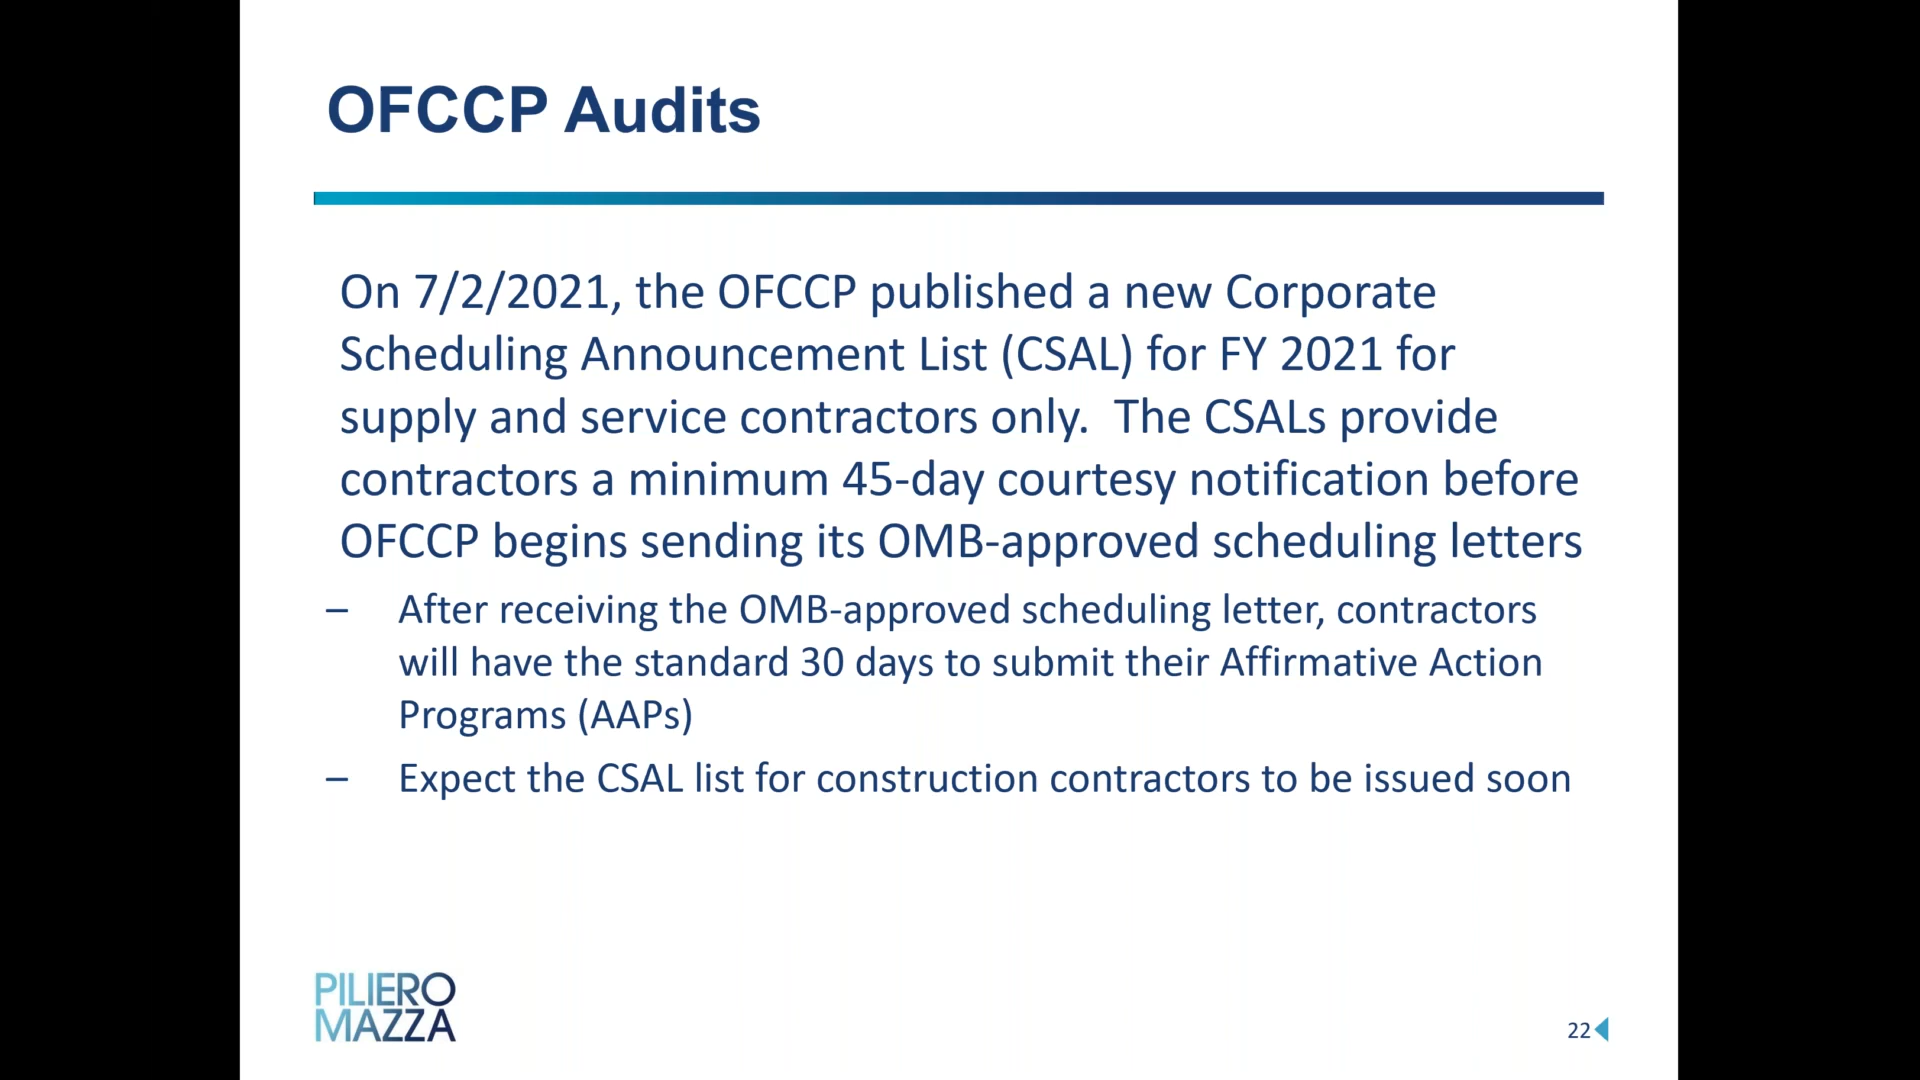 OFCCP Audits
On 7/2/2021, the OFCCP published a new Corporate
Scheduling Announcement List (CSAL) for FY 2021 for
supply and service contractors only.  The CSALs provide
contractors a minimum 45-day courtesy notification before
OFCCP begins sending its OMB-approved scheduling letters
– After receiving the OMB-approved scheduling letter, contractors
will have the standard 30 days to submit their Affirmative Action
Programs (AAPs)
– Expect the CSAL list for construction contractors to be issued soon
PILIERO
MAZZA
22